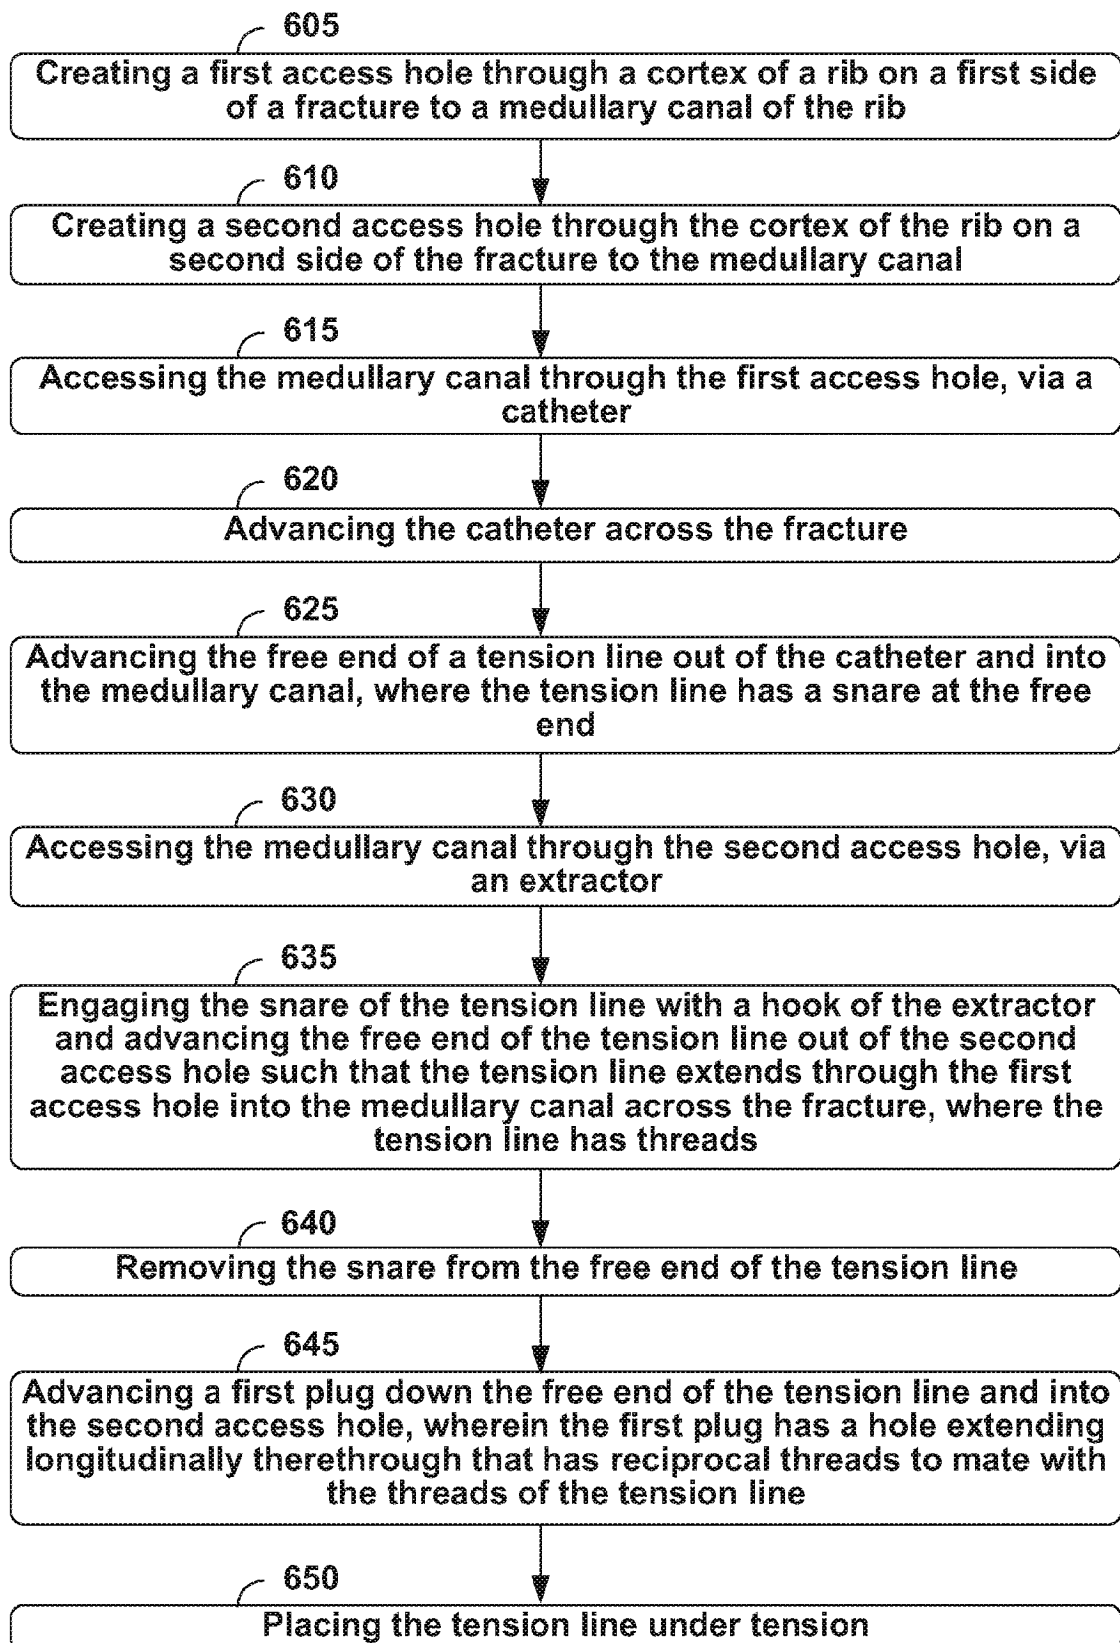 605
Creating a first access hole through a cortex of a rib on a first side
of a fracture to a medullary canal of the rib
610
Creating a second access hole through the cortex of the rib on a
second side of the fracture to the medullary canal
615
Accessing the medullary canal through the first access hole, via a
catheter
620
Advancing the catheter across the fracture
625
Advancing the free end of a tension line out of the catheter and into
the medullary canal, where the tension line has a snare at the free
end
630
Accessing the medullary canal through the second access hole, via
an extractor
635
Engaging the snare of the tension line with a hook of the extractor
and advancing the free end of the tension line out of the second
access hole such that the tension line extends through the first
access hole into the medullary canal across the fracture, where the
tension line has threads
640
Removing the snare from the free end of the tension line
645
Advancing a first plug down the free end of the tension line and into
the second access hole, wherein the first plug has a hole extending
longitudinally therethrough that has reciprocal threads to mate with
the threads of the tension line
650
Placing the tension line under tension